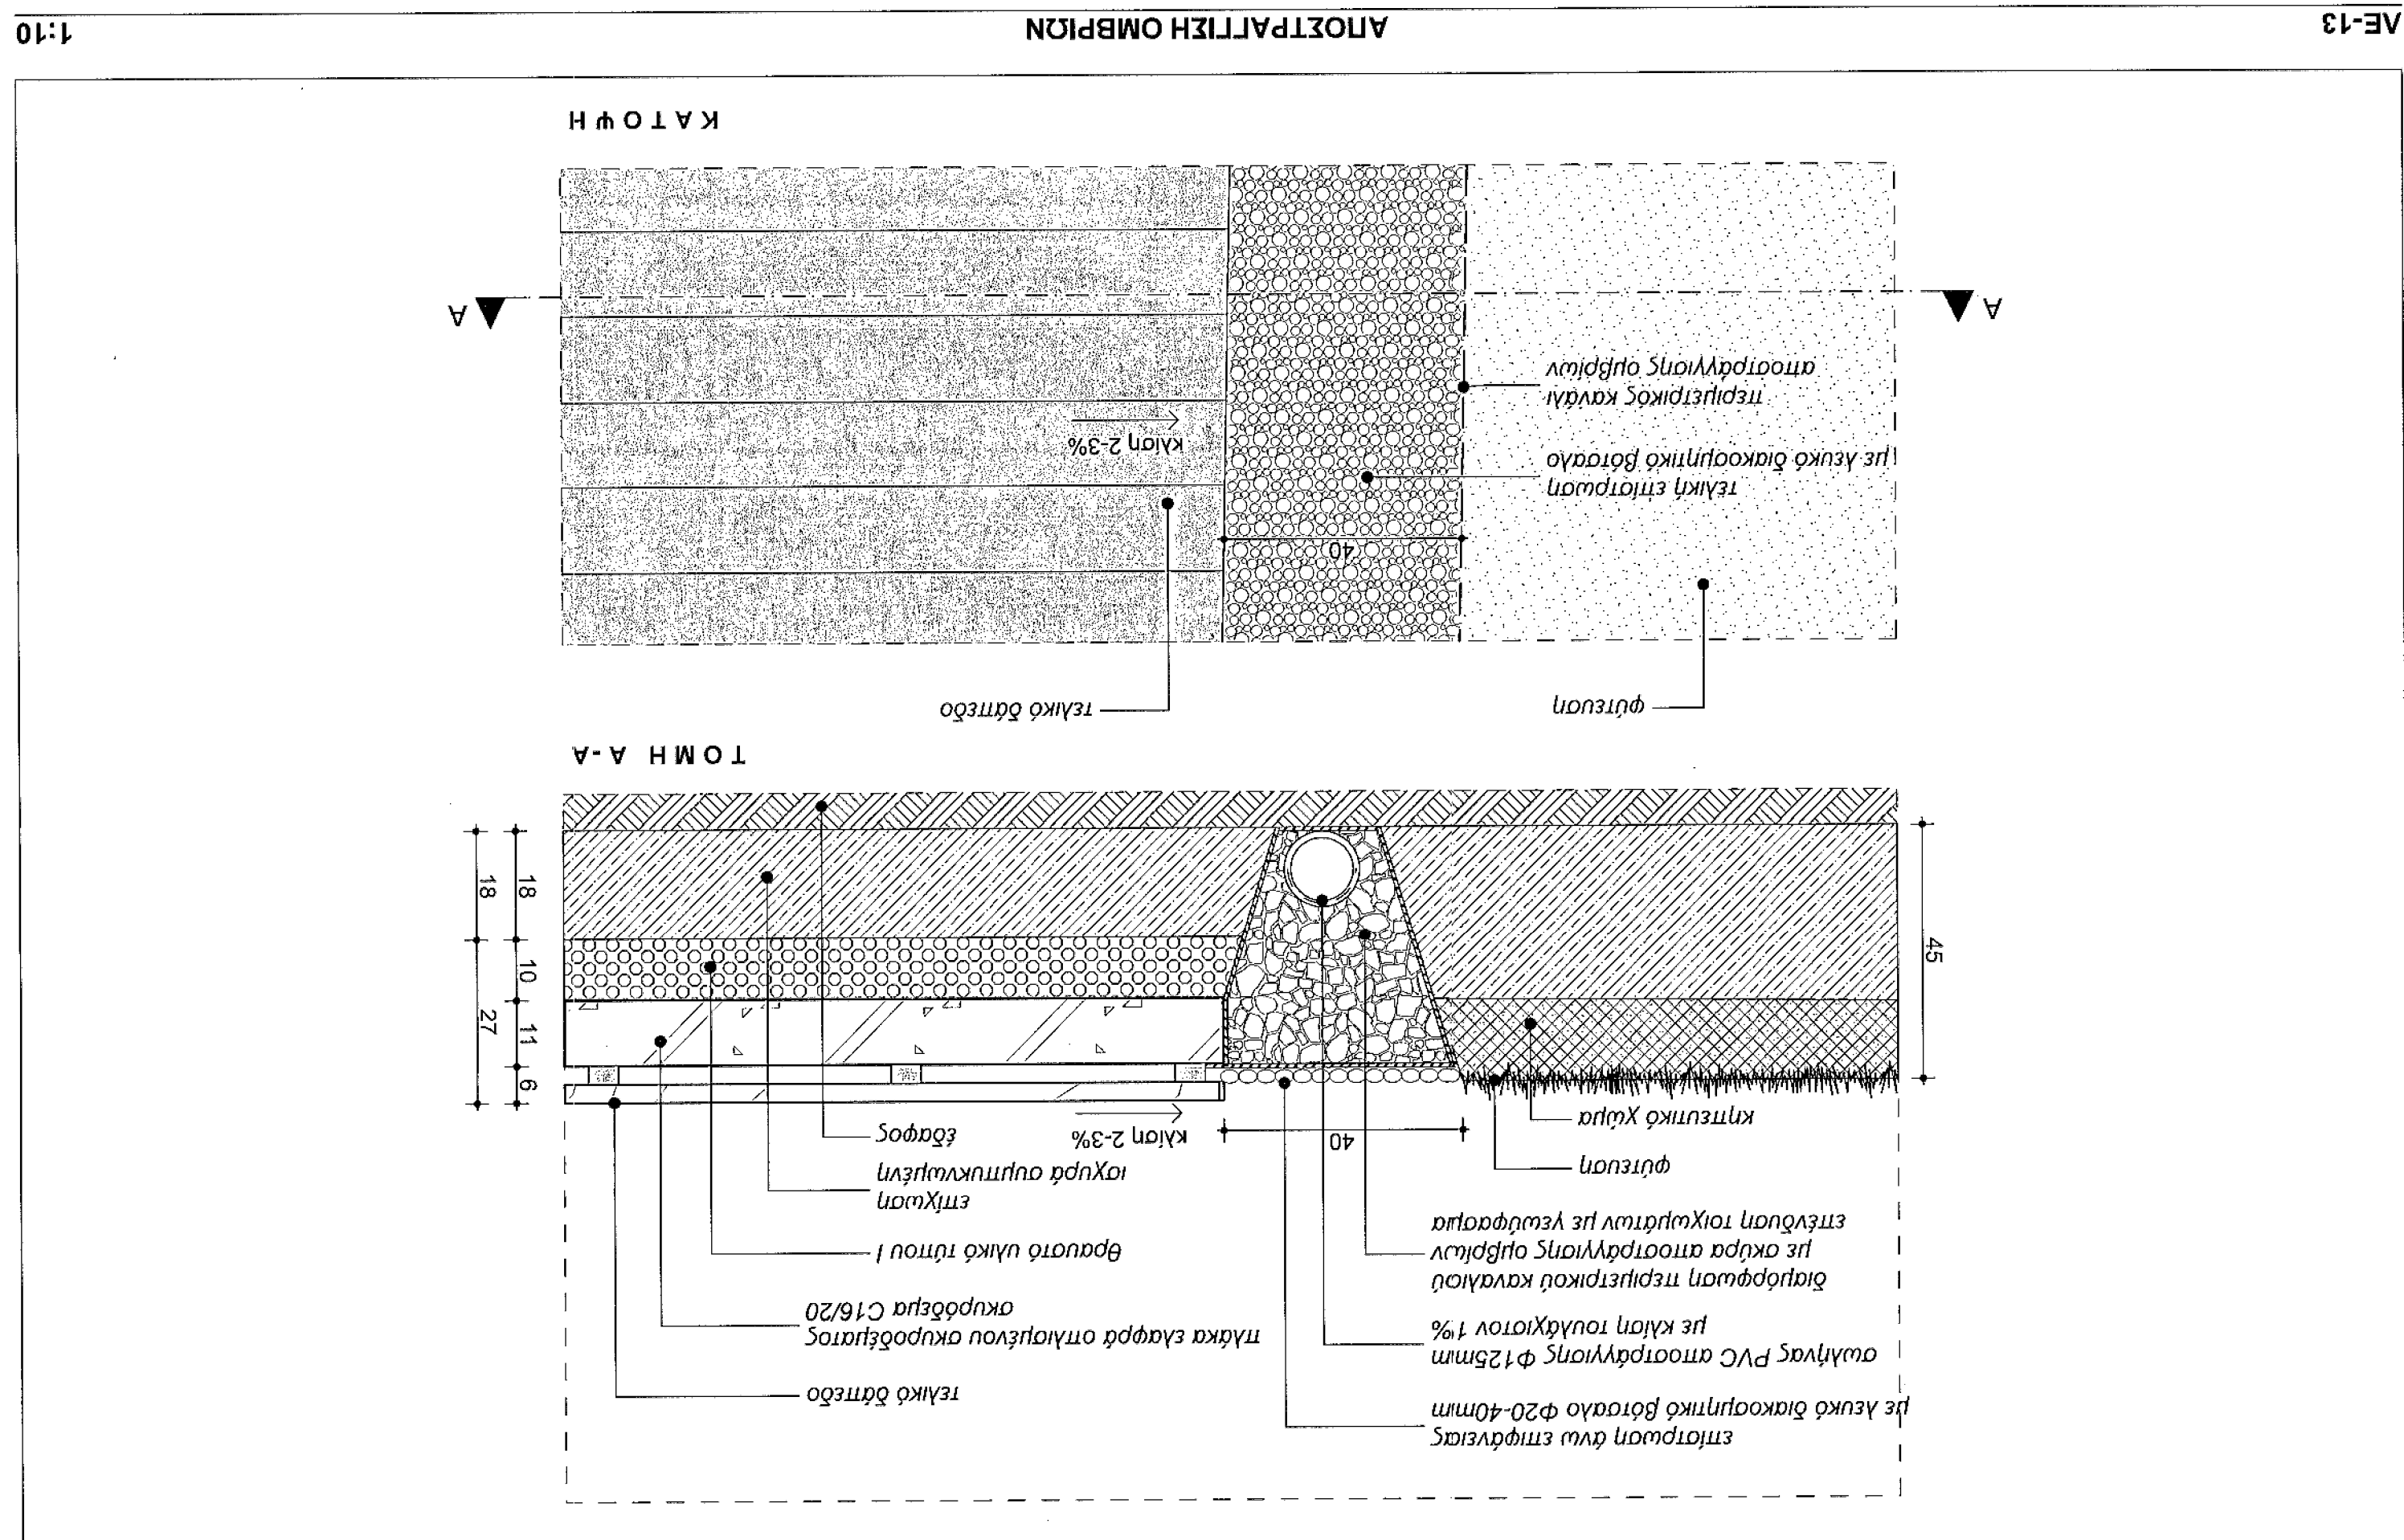 επίστρωση άνω επιφάνειας
με λευκό διακοσμητικό βότσαλο Φ20-40mm
σωλήνας PVC αποστράγγισης Φ125mm
με κλίση τουλάχιστον 1%
διαμόρφωση περιμετρικού καναλιού
με σκύρα αποστράγγισης ομβρίων
επένδυση τοιχωμάτων με γεωύφασμα
φύτευση
κηπευτικό χώμα
τελικό δάπεδο
πλάκα ελαφρά οπλισμένου σκυροδέματος
σκυρόδεμα C16/20
θραυστό υλικό τύπου Ι
επίχωση
ισχυρά συμπυκνωμένη
έδαφος
40
κλίση 2-3%
45
6
11
10
18
27
18
ΤΟΜΗ Α-Α
φύτευση
τελικό δάπεδο
40
τελική επίστρωση
με λευκό διακοσμητικό βότσαλο
κλίση 2-3%
περιμετρικός κανάλι
αποστράγγισης ομβρίων
Α
Α
ΚΑΤΟΨΗ
ΛΕ-13
ΑΠΟΣΤΡΑΓΓΙΣΗ ΟΜΒΡΙΩΝ
1:10